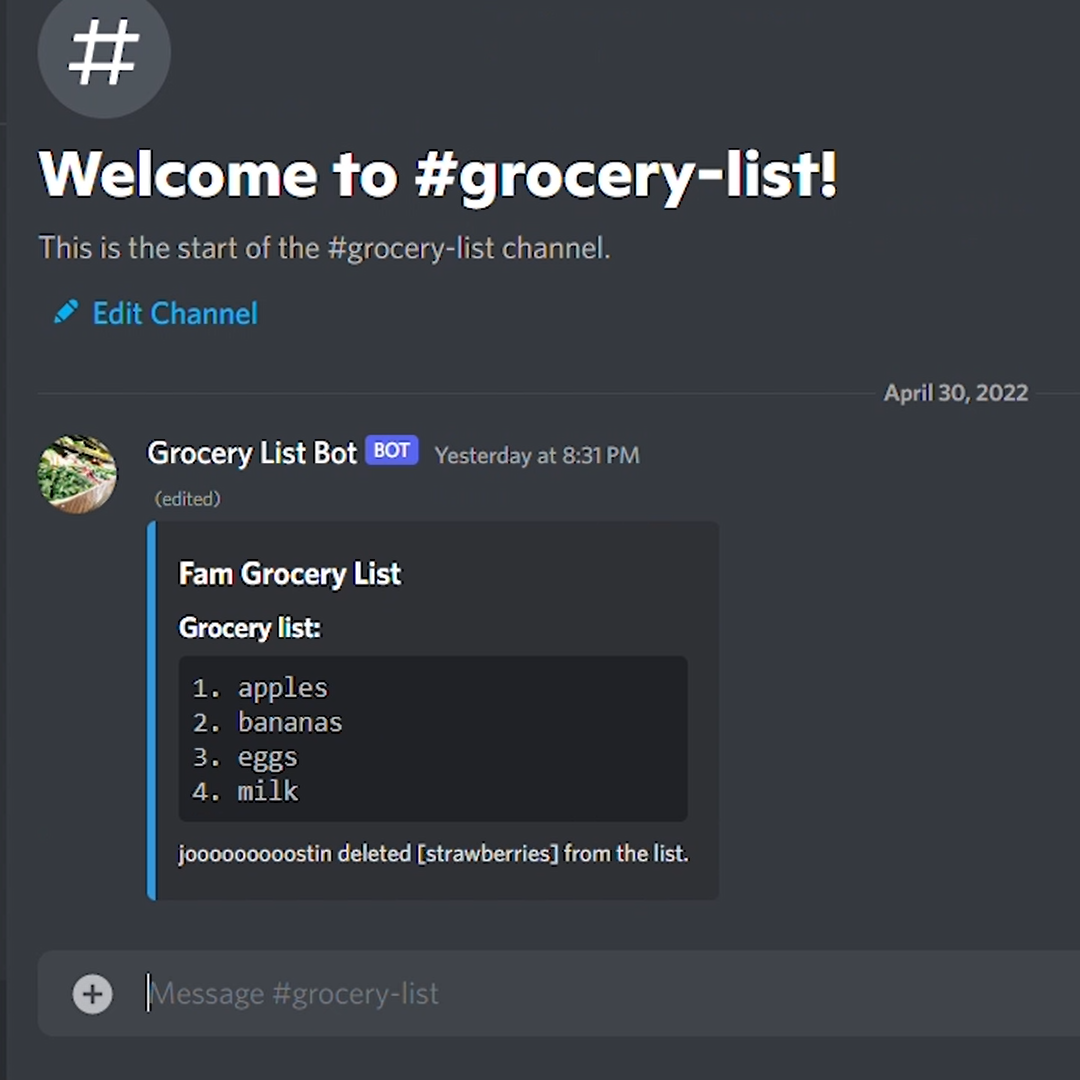 #
Welcome to #grocery-list!
This is the start of the #grocery-list channel.
Edit Channel
April 30, 2022
Grocery List Bot BOT Yesterday at 8:31 PM
(edited)
Fam Grocery List
Grocery list:
1. apples
2. bananas
3. eggs
4. milk
jooooooooostin deleted [strawberries] from the list.
Message #grocery-list